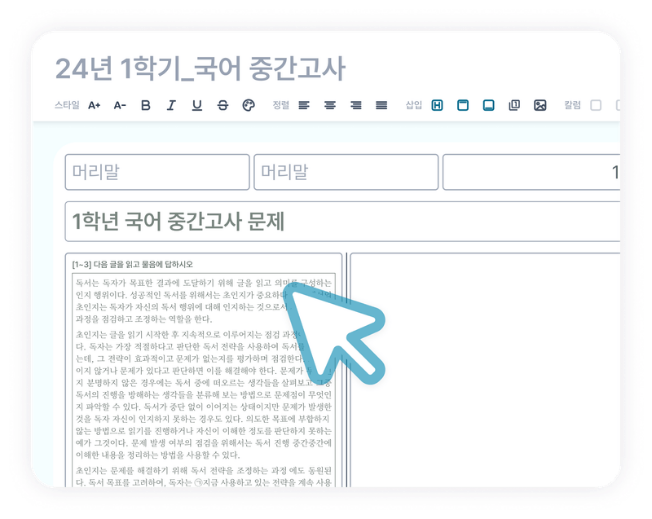 24년 1학기_국어 중간고사
스타일 A+ A- B I U S 정렬 삽입 H 칼럼
머리말 머리말 1
1학년 국어 중간고사 문제
[1~3] 다음 글을 읽고 물음에 답하시오
독서는 독자가 목표한 결과에 도달하기 위해 글을 읽고 의미를 구성하는
인지 행위이다. 성공적인 독서를 위해서는 초인지가 중요하다.
초인지는 독자가 자신의 독서 행위에 대해 인지하는 것으로서
과정을 점검하고 조정하는 역할을 한다.
초인지는 글을 읽기 시작한 후 지속적으로 이루어지는 점검 과정
다. 독자는 가장 적절하다고 판단한 독서 전략을 사용하여 독서를
는데, 그 전략이 효과적이고 문제가 없는지를 평가하며 점검한다.
이지 않거나 문제가 있다고 판단하면 이를 해결해야 한다. 문제가
지 분명하지 않은 경우에는 독서 중에 떠오르는 생각들을 살펴보고 그중
독서의 진행을 방해하는 생각들을 분류해 보는 방법으로 문제점이 무엇인
지 파악할 수 있다. 독서가 중단 없이 이어지는 상태이지만 문제가 발생한
것을 독자 자신이 인지하지 못하는 경우도 있다. 의도한 목표에 부합하지
않는 방법으로 읽기를 진행하거나 자신이 이해한 정도를 판단하지 못하는
예가 그것이다. 문제 발생 여부의 점검을 위해서는 독서 진행 중간중간에
이해한 내용을 정리하는 방법을 사용할 수 있다.
초인지는 문제를 해결하기 위해 독서 전략을 조정하는 과정에도 동원된
다. 독서 목표를 고려하여, 독자는 ㉠지금 사용하고 있는 전략을 계속 사용